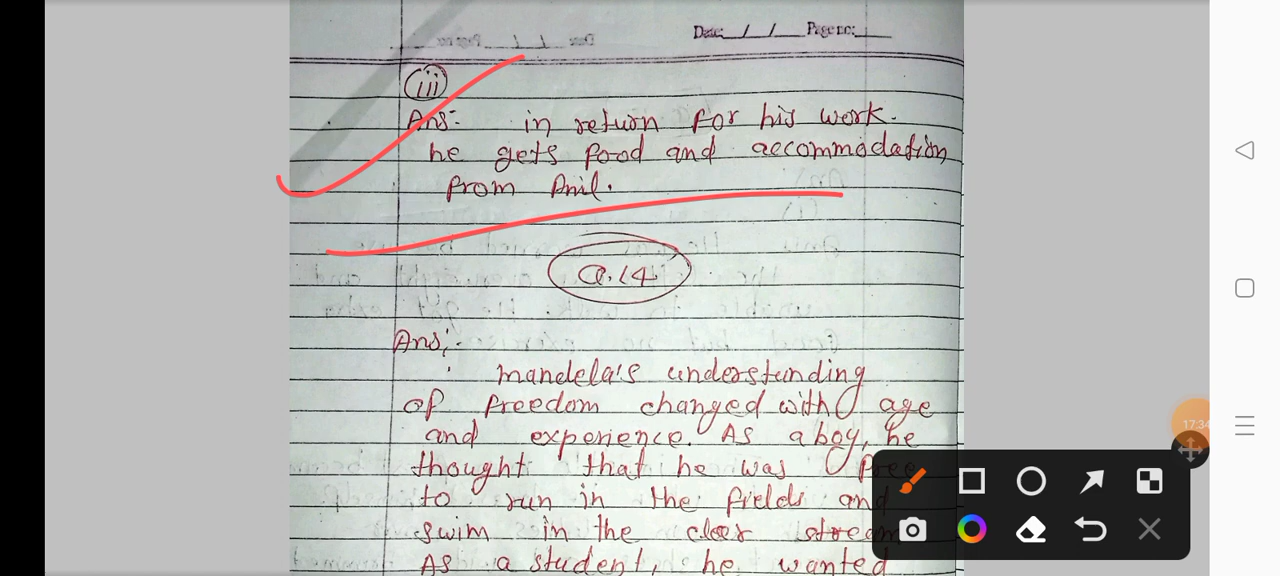 Date: / / Page no:
(iii)
Ans:- in return for his work.
he gets food and accommodation
from Anil.
Q.14
Ans:-
Mandela's understanding
of freedom changed with age
and experience. As a boy, he
thought that he was free
to run in the fields and
swim in the clear stream
As a student, he wanted
17:34